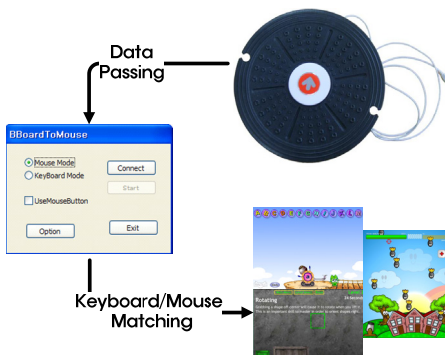 Data
Passing
BBoardToMouse
Mouse Mode
KeyBoard Mode
Connect
Start
UseMouseButton
Option
Exit
Keyboard/Mouse
Matching
Rotating